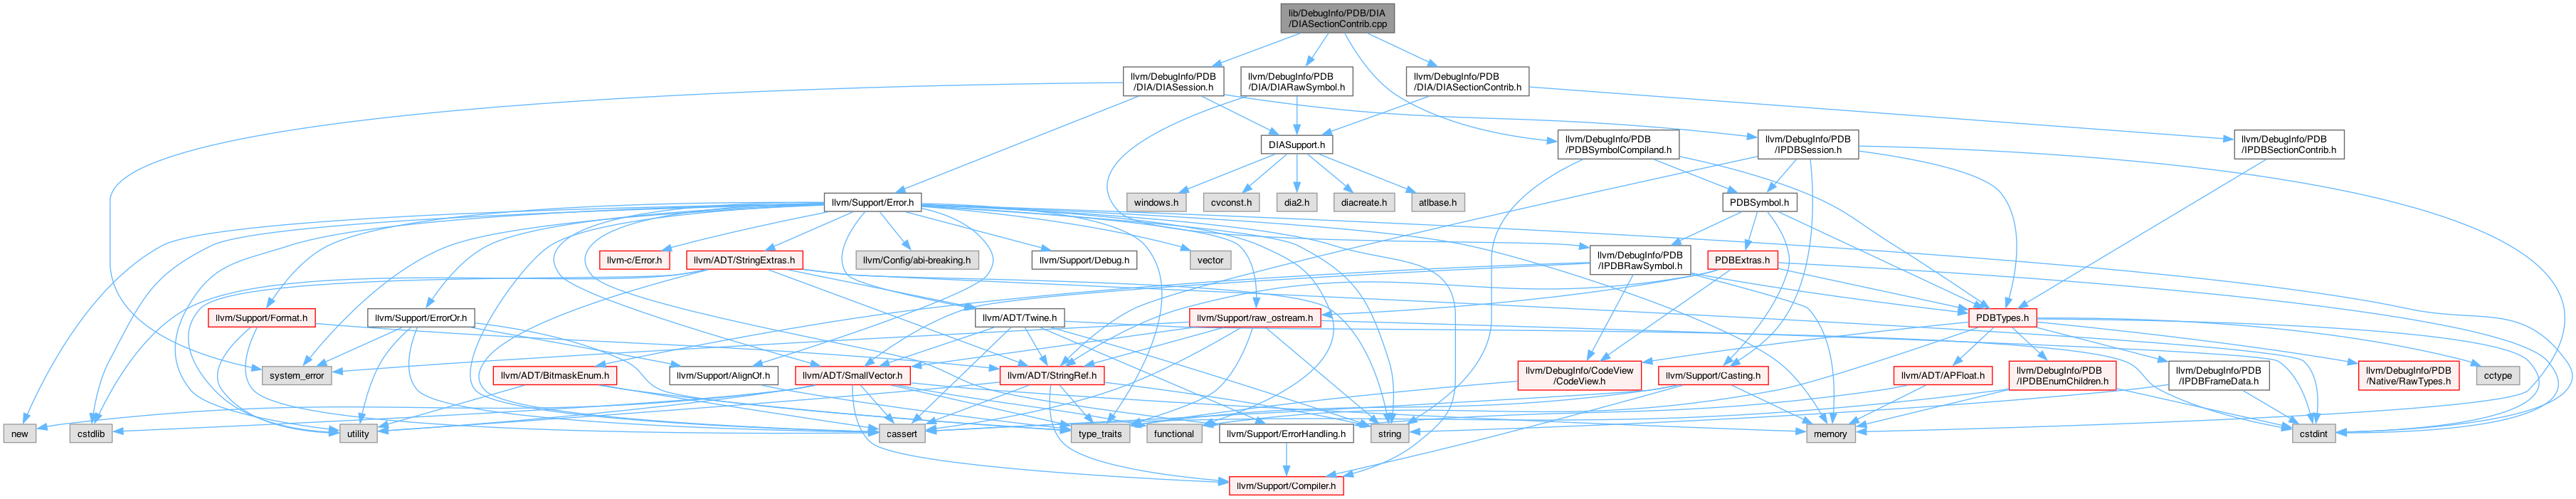 lib/DebugInfo/PDB/DIA
/DIASectionContrib.cpp
llvm/DebugInfo/PDB
/DIA/DIASession.h
llvm/DebugInfo/PDB
/DIA/DIARawSymbol.h
llvm/DebugInfo/PDB
/DIA/DIASectionContrib.h
DIASupport.h
llvm/DebugInfo/PDB
/PDBSymbolCompiland.h
llvm/DebugInfo/PDB
/IPDBSession.h
llvm/DebugInfo/PDB
/IPDBSectionContrib.h
llvm/Support/Error.h
windows.h
cvconst.h
dia2.h
diacreate.h
atlbase.h
PDBSymbol.h
llvm-c/Error.h
llvm/ADT/StringExtras.h
llvm/Config/abi-breaking.h
llvm/Support/Debug.h
vector
llvm/DebugInfo/PDB
/IPDBRawSymbol.h
PDBExtras.h
llvm/Support/Format.h
llvm/Support/ErrorOr.h
llvm/ADT/Twine.h
llvm/Support/raw_ostream.h
PDBTypes.h
system_error
llvm/ADT/BitmaskEnum.h
llvm/Support/AlignOf.h
llvm/ADT/SmallVector.h
llvm/ADT/StringRef.h
llvm/DebugInfo/CodeView
/CodeView.h
llvm/Support/Casting.h
llvm/ADT/APFloat.h
llvm/DebugInfo/PDB
/IPDBEnumChildren.h
llvm/DebugInfo/PDB
/IPDBFrameData.h
llvm/DebugInfo/PDB
/Native/RawTypes.h
cctype
new
cstdlib
utility
cassert
type_traits
functional
llvm/Support/ErrorHandling.h
string
memory
cstdint
llvm/Support/Compiler.h